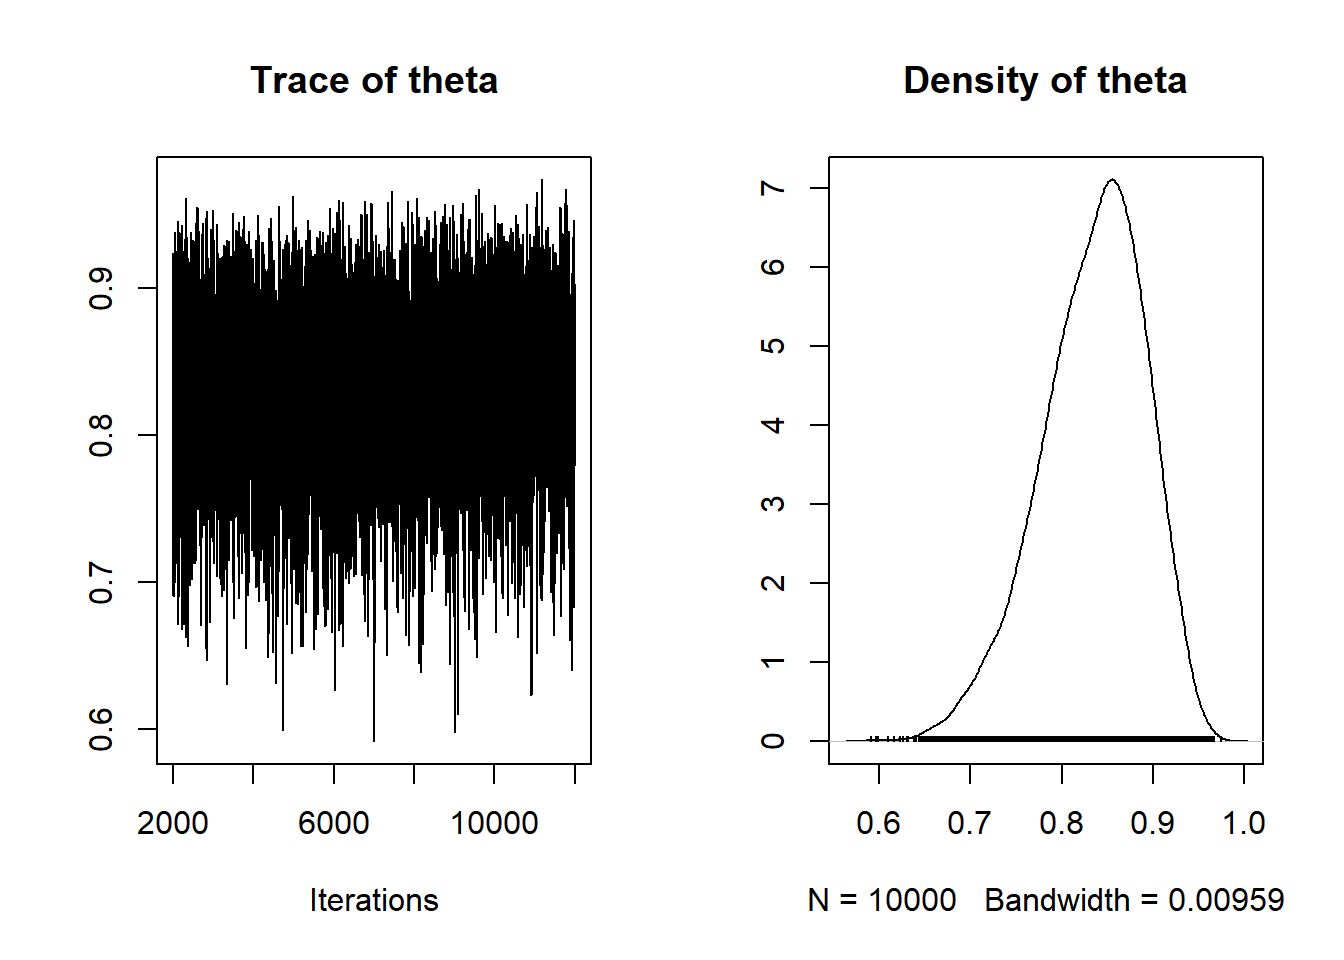 Trace of theta
0.9
0.8
0.7
0.6
2000 6000 10000
Iterations
Density of theta
7
6
5
4
3
2
1
0
0.6 0.7 0.8 0.9 1.0
N = 10000 Bandwidth = 0.00959